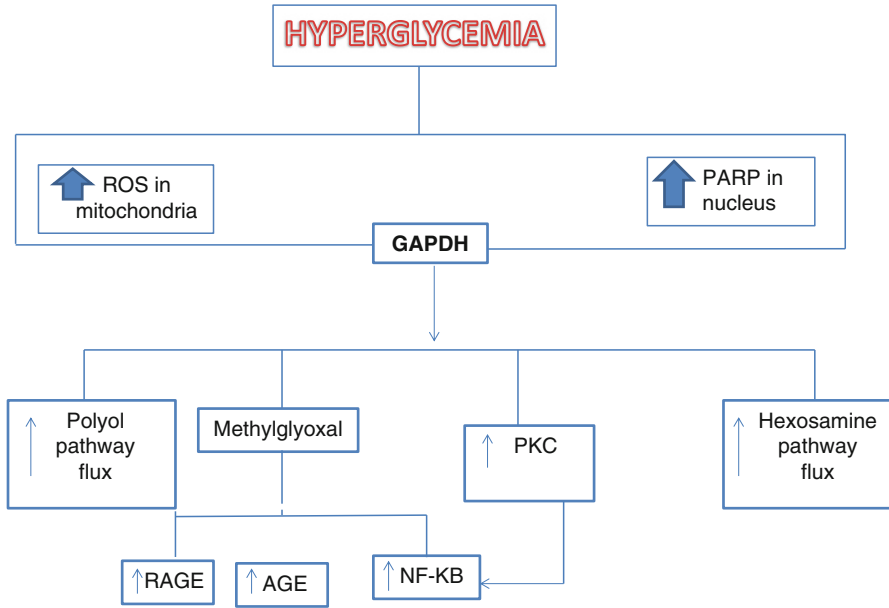 HYPERGLYCEMIA
ROS in
mitochondria
PARP in
nucleus
GAPDH
Polyol
pathway
flux
Methylglyoxal
PKC
Hexosamine
pathway
flux
RAGE
AGE
NF-KB